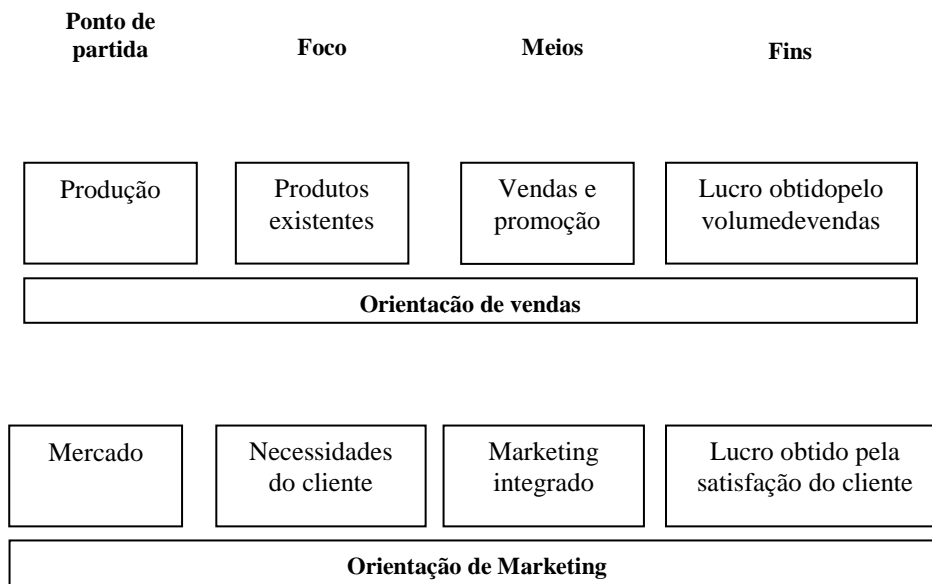 Ponto de
partida
Foco
Meios
Fins
Produção
Produtos
existentes
Vendas e
promoção
Lucro obtidopelo
volumedevendas
Orientacão de vendas
Mercado
Necessidades
do cliente
Marketing
integrado
Lucro obtido pela
satisfação do cliente
Orientação de Marketing